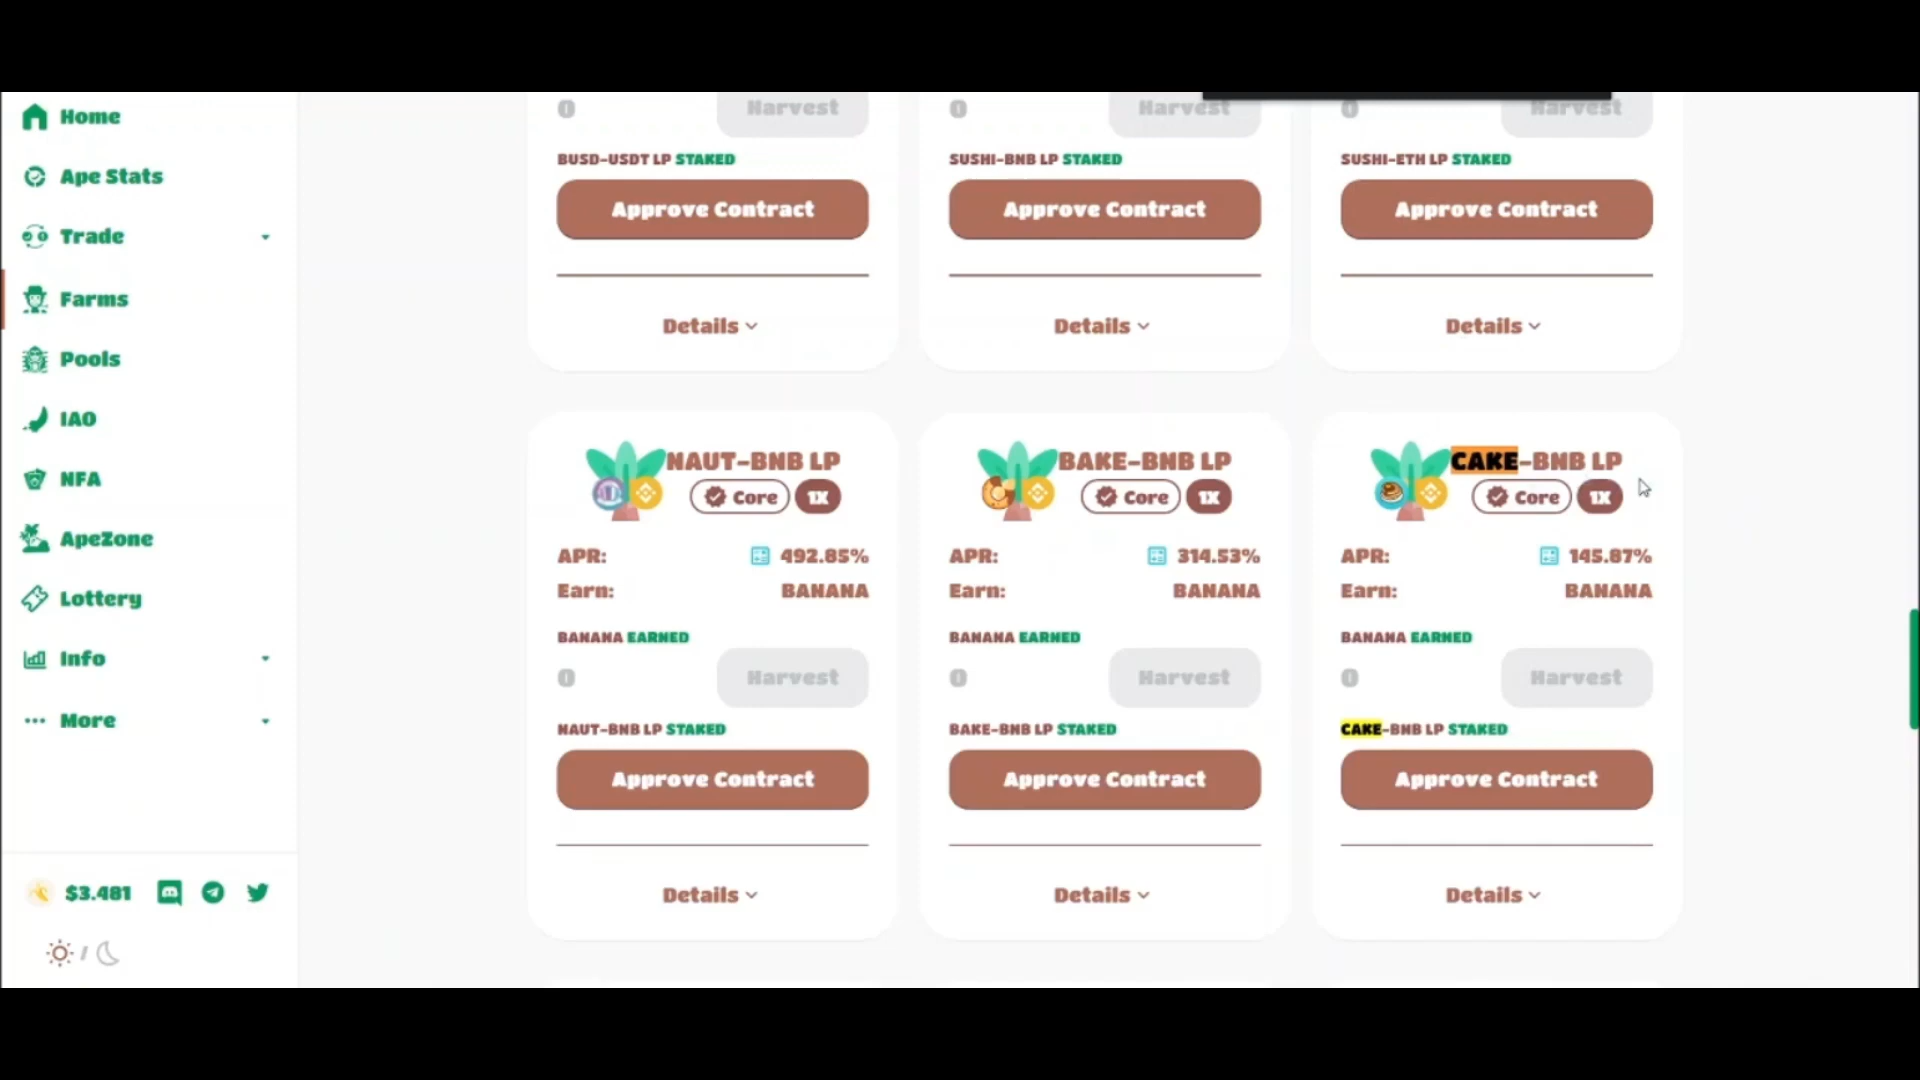 Home
Ape Stats
Trade
Farms
Pools
IAO
NFA
ApeZone
Lottery
Info
More
$3.481
/
0 Harvest
BUSD-USDT LP STAKED
Approve Contract
Details
0 Harvest
SUSHI-BNB LP STAKED
Approve Contract
Details
0 Harvest
SUSHI-ETH LP STAKED
Approve Contract
Details
NAUT-BNB LP
Core 1X
APR: 492.85%
Earn: BANANA
BANANA EARNED
0 Harvest
NAUT-BNB LP STAKED
Approve Contract
Details
BAKE-BNB LP
Core 1X
APR: 314.53%
Earn: BANANA
BANANA EARNED
0 Harvest
BAKE-BNB LP STAKED
Approve Contract
Details
CAKE-BNB LP
Core 1X
APR: 145.87%
Earn: BANANA
BANANA EARNED
0 Harvest
CAKE-BNB LP STAKED
Approve Contract
Details